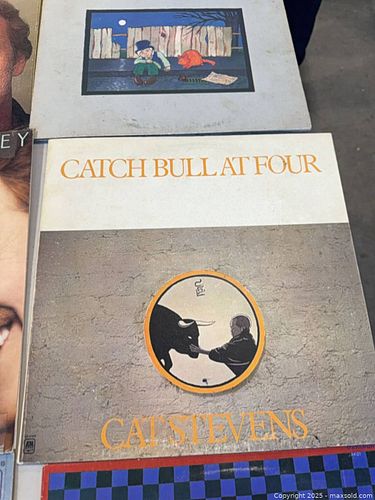 EY
CATCH BULL AT FOUR
CAT STEVENS
A&M
Copyright 2025 - maxsold.com